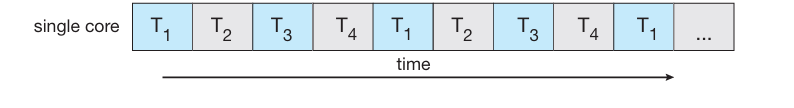 single core T₁ T₂ T₃ T₄ T₁ T₂ T₃ T₄ T₁ ...
time